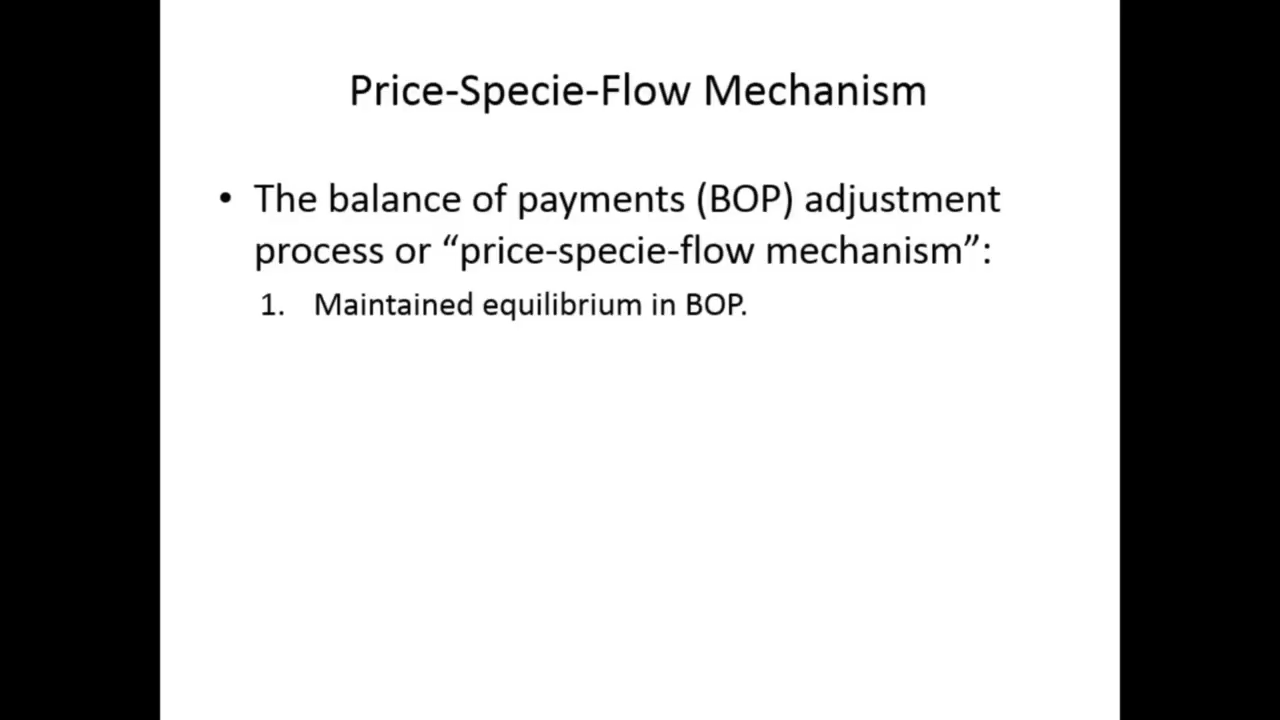 Price-Specie-Flow Mechanism
• The balance of payments (BOP) adjustment
process or “price-specie-flow mechanism”:
1. Maintained equilibrium in BOP.